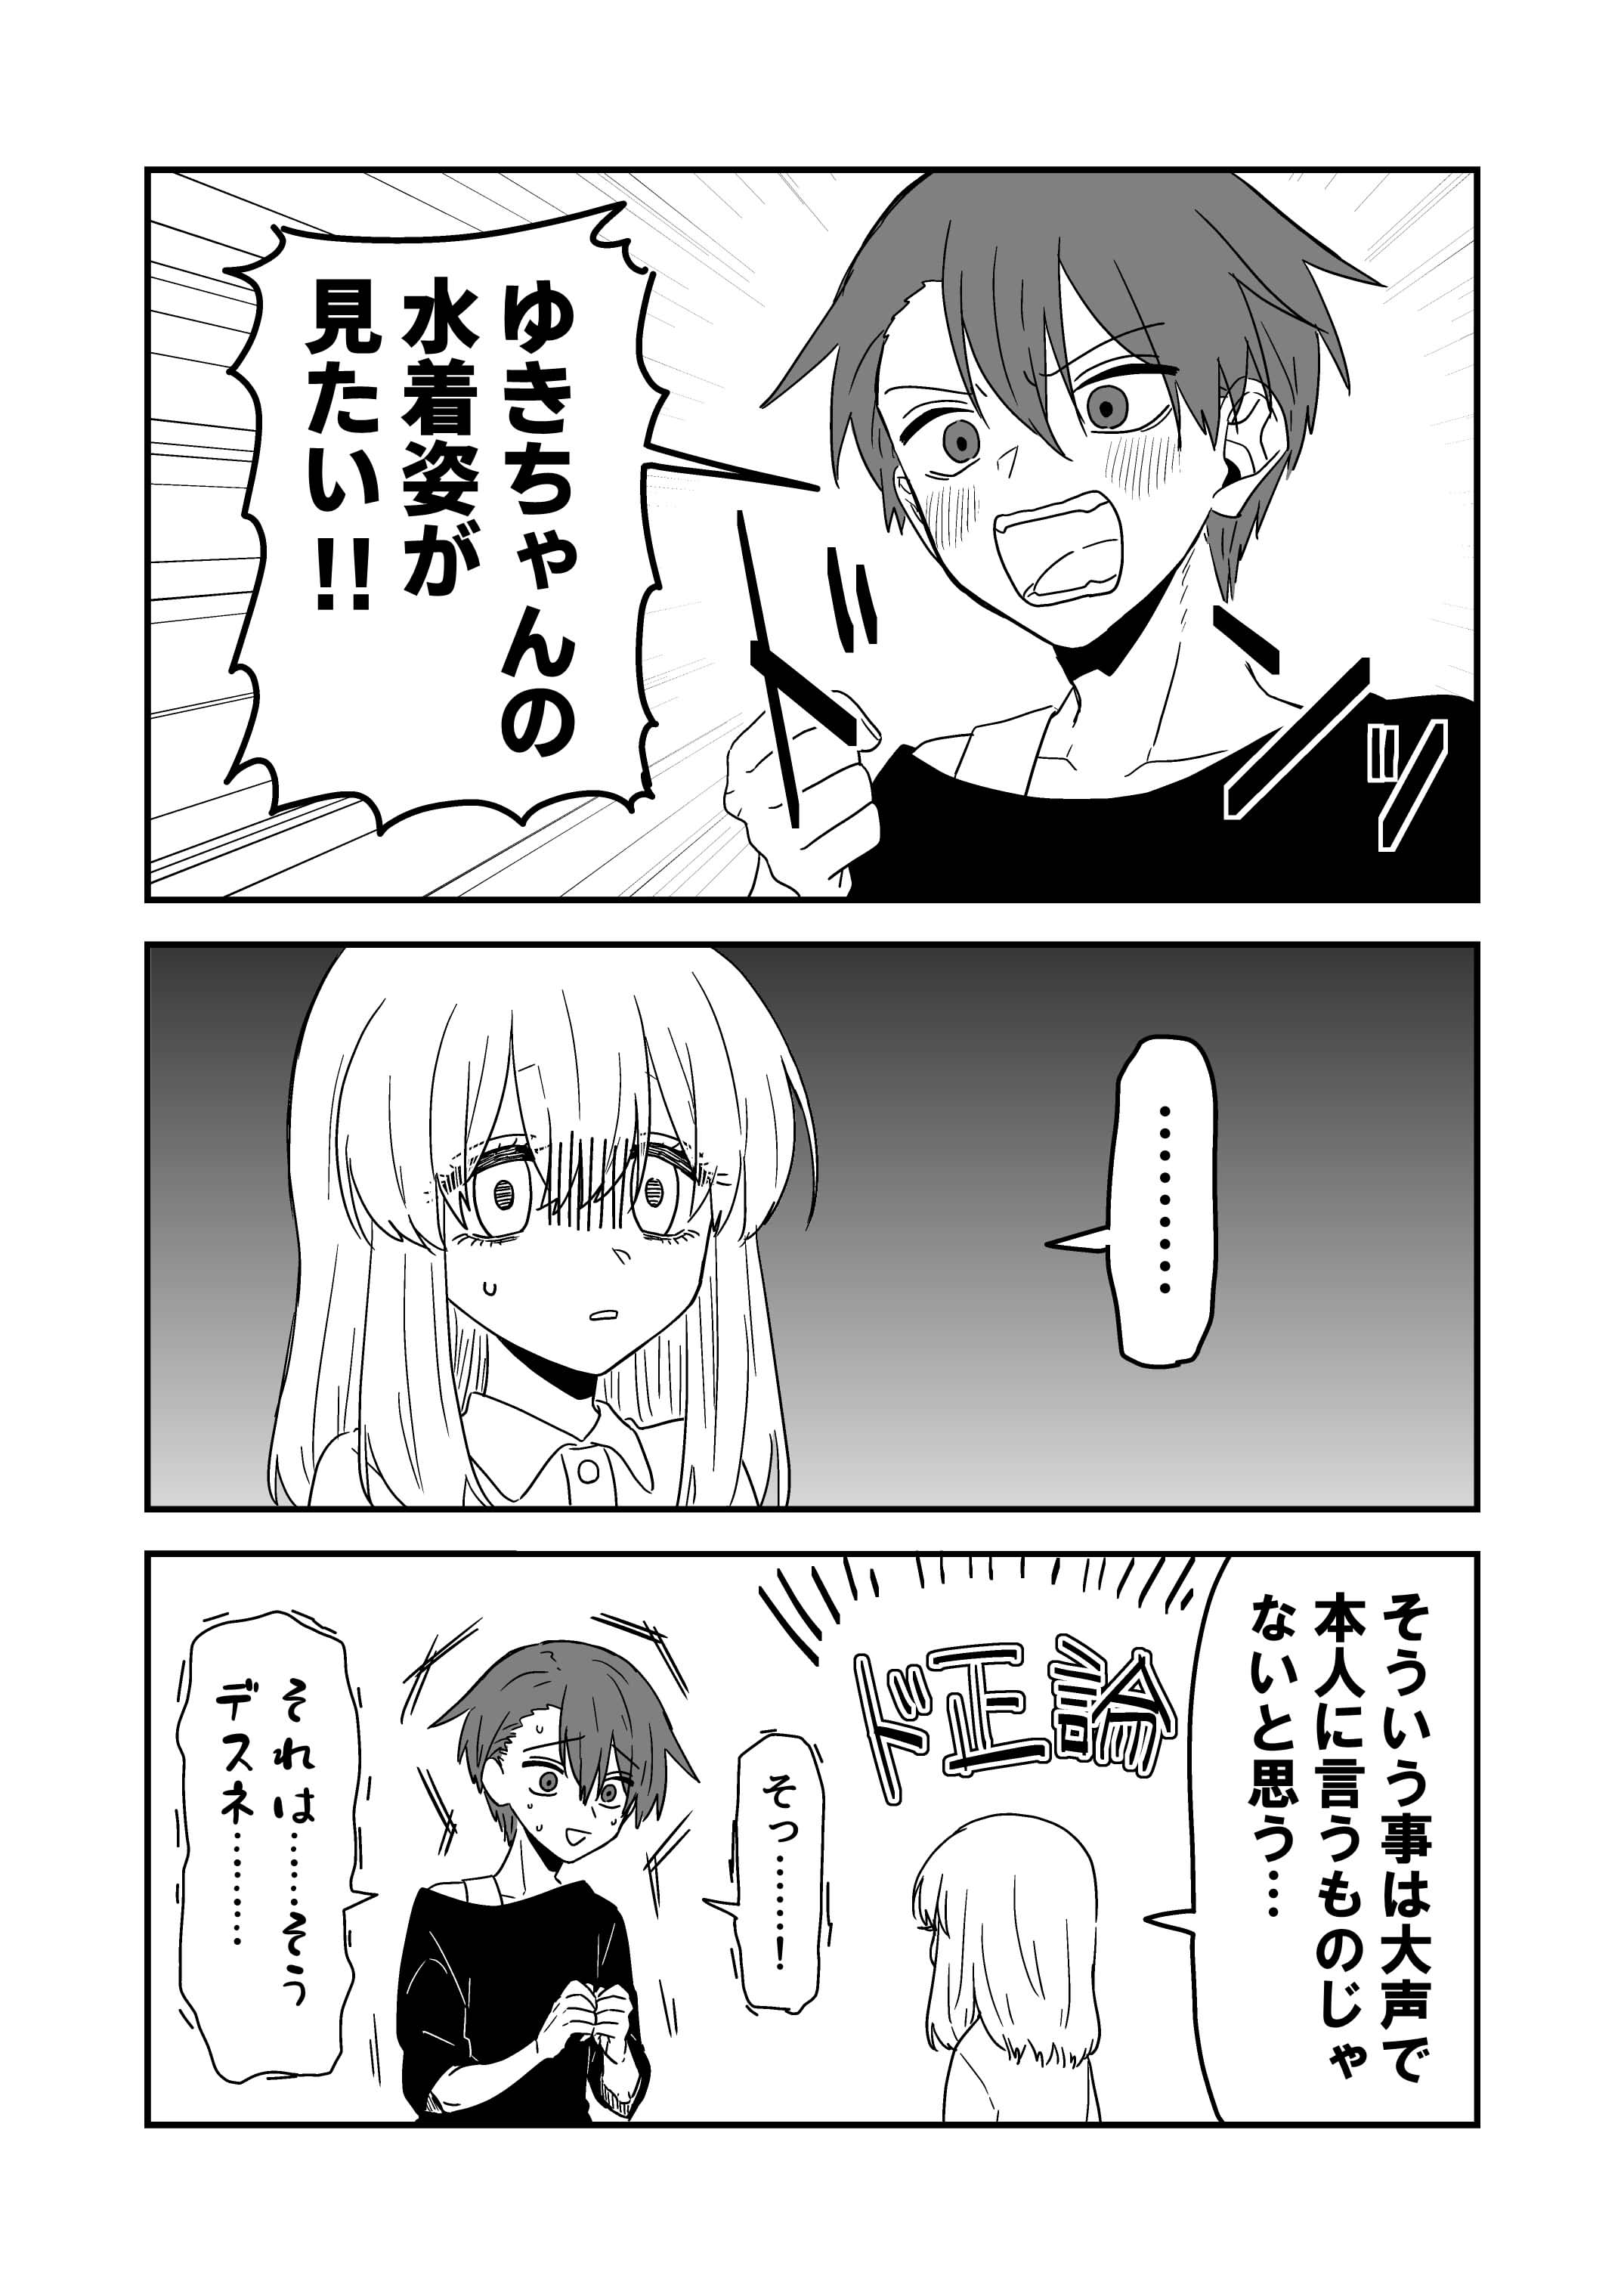 ゆきちゃんの
水着姿が
見たい!!
バッ
………
そういう事は大声で
本人に言うものじゃ
ないと思う…
ド正論
そっ………!
それは……そう
デスネ………